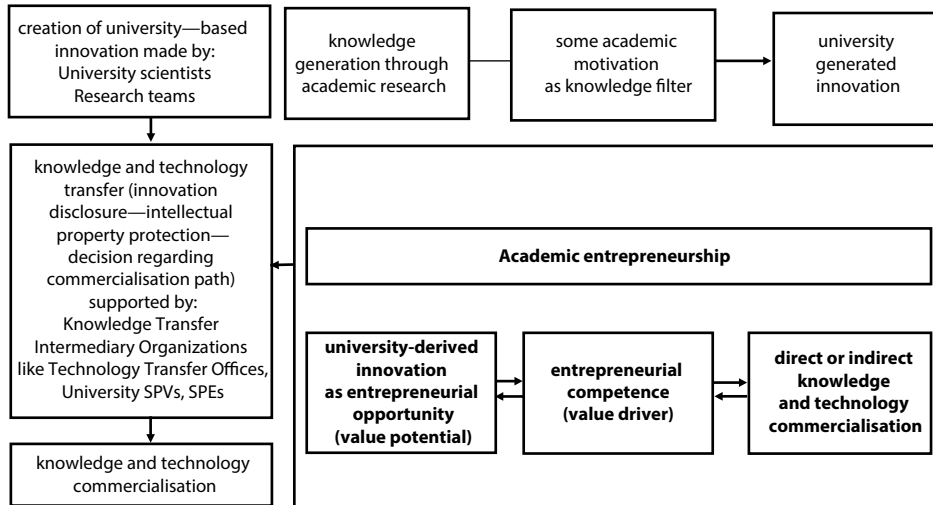 creation of university—based
innovation made by:
University scientists
Research teams
knowledge
generation through
academic research
some academic
motivation
as knowledge filter
university
generated
innovation
knowledge and technology
transfer (innovation
disclosure—intellectual
property protection—
decision regarding
commercialisation path)
supported by:
Knowledge Transfer
Intermediary Organizations
like Technology Transfer Offices,
University SPVs, SPEs
Academic entrepreneurship
university-derived
innovation
as entrepreneurial
opportunity
(value potential)
entrepreneurial
competence
(value driver)
direct or indirect
knowledge
and technology
commercialisation
knowledge and technology
commercialisation